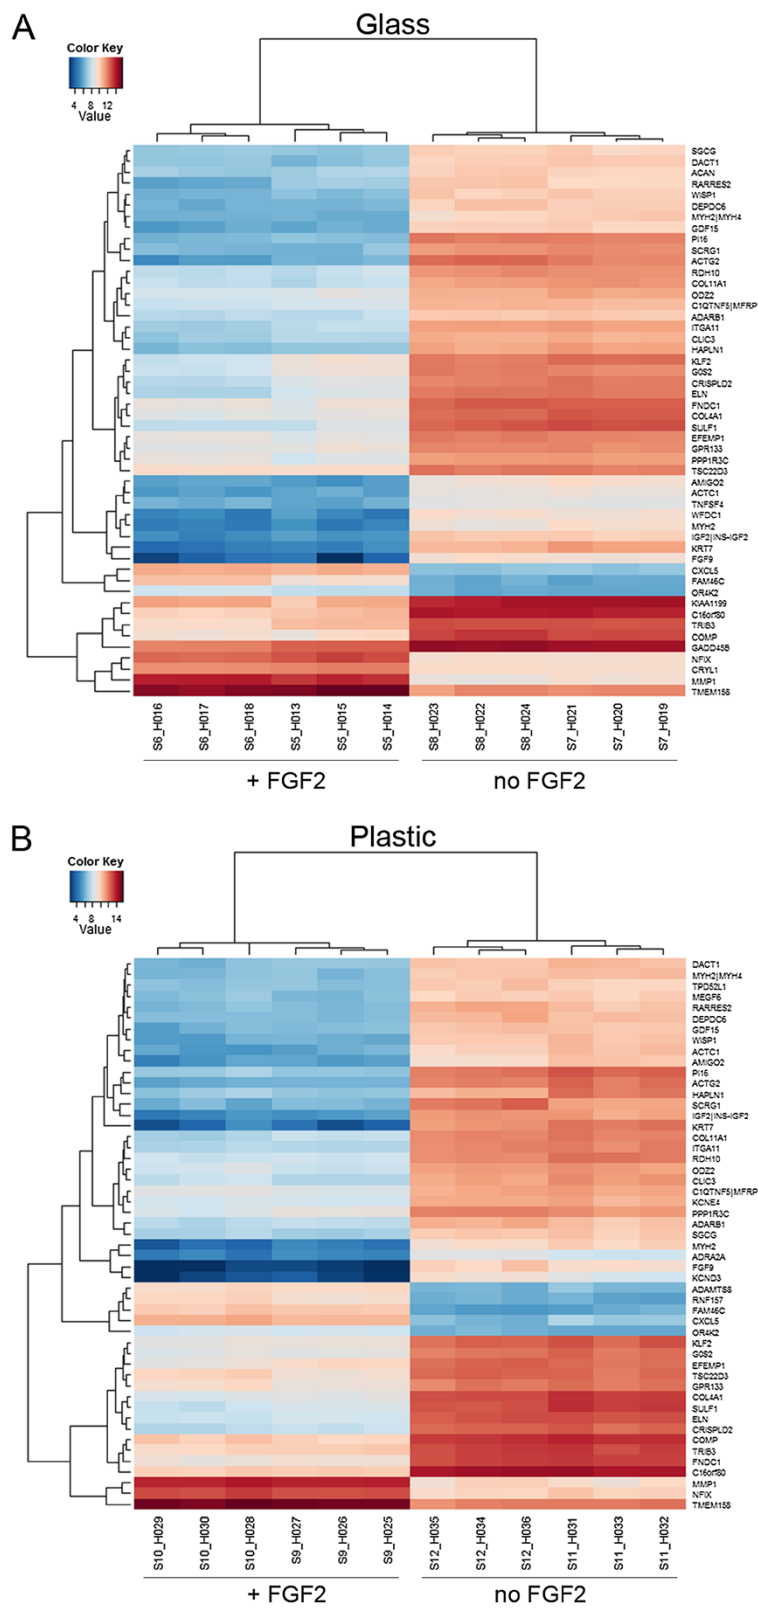 A
Glass
Color Key
4 8 12
Value
SGCG
DACT1
ACAN
RARRES2
WISP1
DEPDC6
MYH2|MYH4
GDF15
PI16
SCRG1
ACTG2
RDH10
COL11A1
ODZ2
C1QTNF5|MFRP
ADARB1
ITGA11
CLIC3
HAPLN1
KLF2
G0S2
CRISPLD2
ELN
FNDC1
COL4A1
SULF1
EFEMP1
GPR133
PPP1R3C
TSC22D3
AMIGO2
ACTC1
TNFSF4
WFDC1
MYH2
IGF2|INS-IGF2
KRT7
FGF9
CXCL5
FAM46C
OR4K2
KIAA1199
C16orf80
TRIB3
COMP
GADD45B
NFIX
CRYL1
MMP1
TMEM158
S6_H016
S6_H017
S6_H018
S5_H013
S5_H015
S5_H014
S8_H023
S8_H022
S8_H024
S7_H021
S7_H020
S7_H019
+ FGF2
no FGF2
B
Plastic
Color Key
4 8 14
Value
DACT1
MYH2|MYH4
TPD52L1
MEGF6
RARRES2
DEPDC6
GDF15
WISP1
ACTC1
AMIGO2
PI16
ACTG2
HAPLN1
SCRG1
IGF2|INS-IGF2
KRT7
COL11A1
ITGA11
RDH10
ODZ2
CLIC3
C1QTNF5|MFRP
KCNE4
PPP1R3C
ADARB1
SGCG
MYH2
ADRA2A
FGF9
KCND3
ADAMTS8
RNF157
FAM46C
CXCL5
OR4K2
KLF2
G0S2
EFEMP1
TSC22D3
GPR133
COL4A1
SULF1
ELN
CRISPLD2
COMP
TRIB3
FNDC1
C16orf80
MMP1
NFIX
TMEM158
S10_H029
S10_H030
S10_H028
S9_H027
S9_H026
S9_H025
S12_H035
S12_H034
S12_H036
S11_H031
S11_H033
S11_H032
+ FGF2
no FGF2